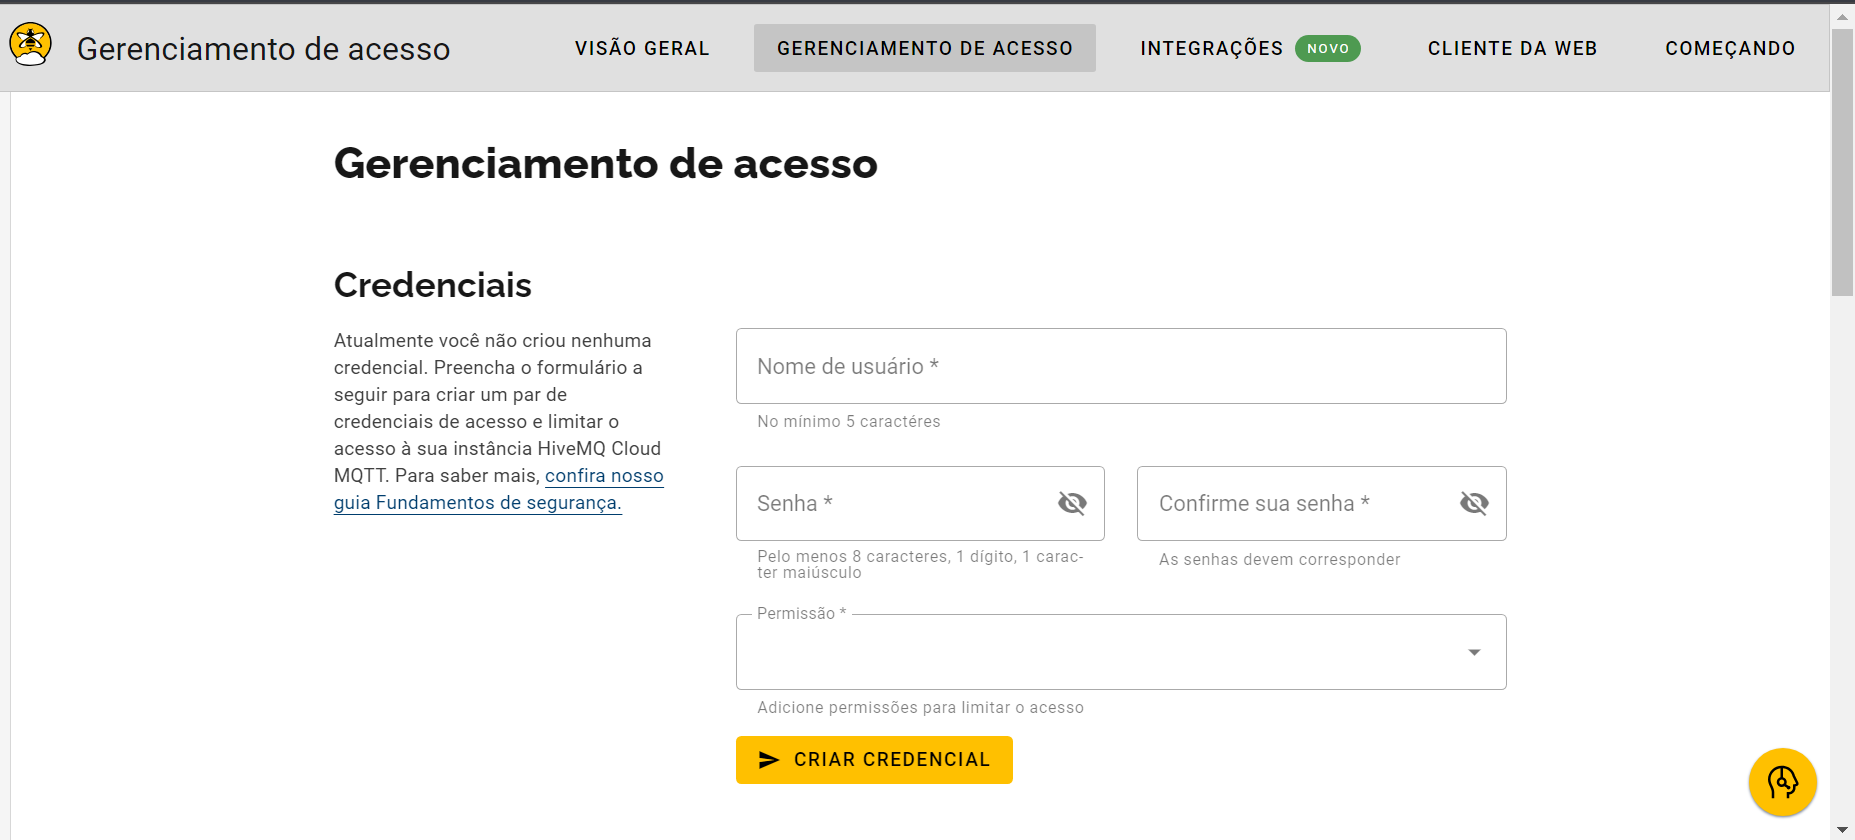 Gerenciamento de acesso
VISÃO GERAL
GERENCIAMENTO DE ACESSO
INTEGRAÇÕES NOVO
CLIENTE DA WEB
COMEÇANDO
Gerenciamento de acesso
Credenciais
Atualmente você não criou nenhuma
credencial. Preencha o formulário a
seguir para criar um par de
credenciais de acesso e limitar o
acesso à sua instância HiveMQ Cloud
MQTT. Para saber mais, confira nosso
guia Fundamentos de segurança.
Nome de usuário *
No mínimo 5 caractéres
Senha *
Pelo menos 8 caracteres, 1 dígito, 1 carac-
ter maiúsculo
Confirme sua senha *
As senhas devem corresponder
Permissão *
Adicione permissões para limitar o acesso
CRIAR CREDENCIAL